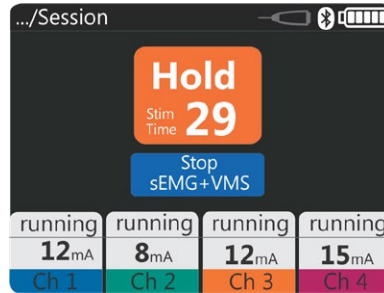 .../Session
Hold
Stim Time 29
Stop
sEMG+VMS
running running running running
12mA 8mA 12mA 15mA
Ch 1 Ch 2 Ch 3 Ch 4